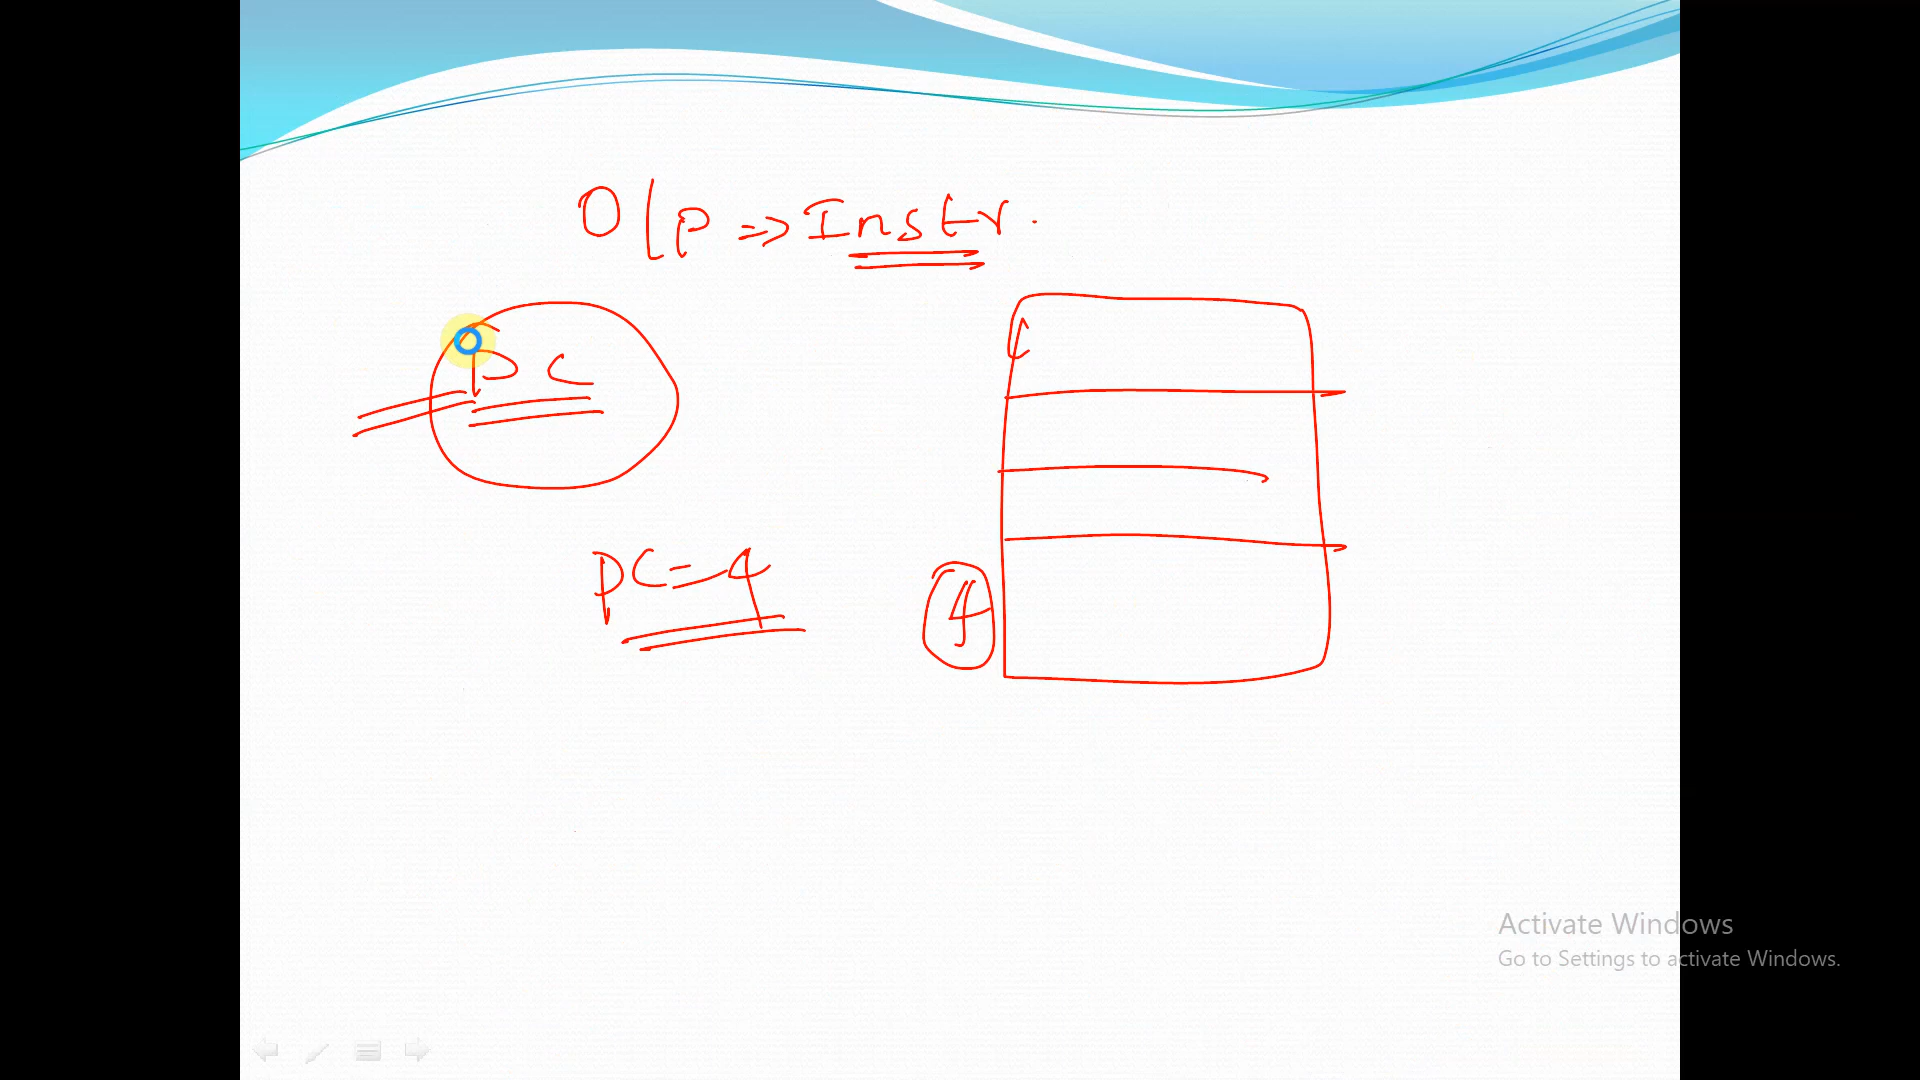 O|p => Instr.
PC
PC = 4
4
Activate Windows
Go to Settings to activate Windows.